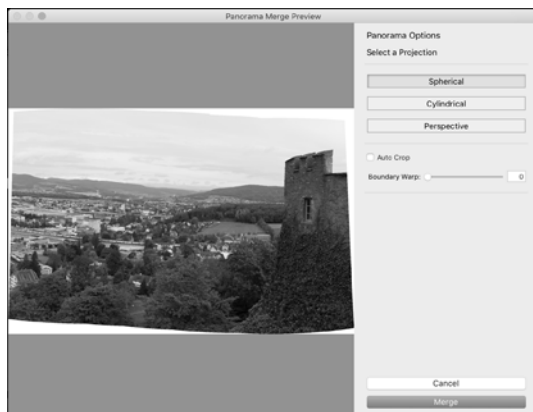 Panorama Merge Preview
Panorama Options
Select a Projection
Spherical
Cylindrical
Perspective
Auto Crop
Boundary Warp: 0
Cancel
Merge